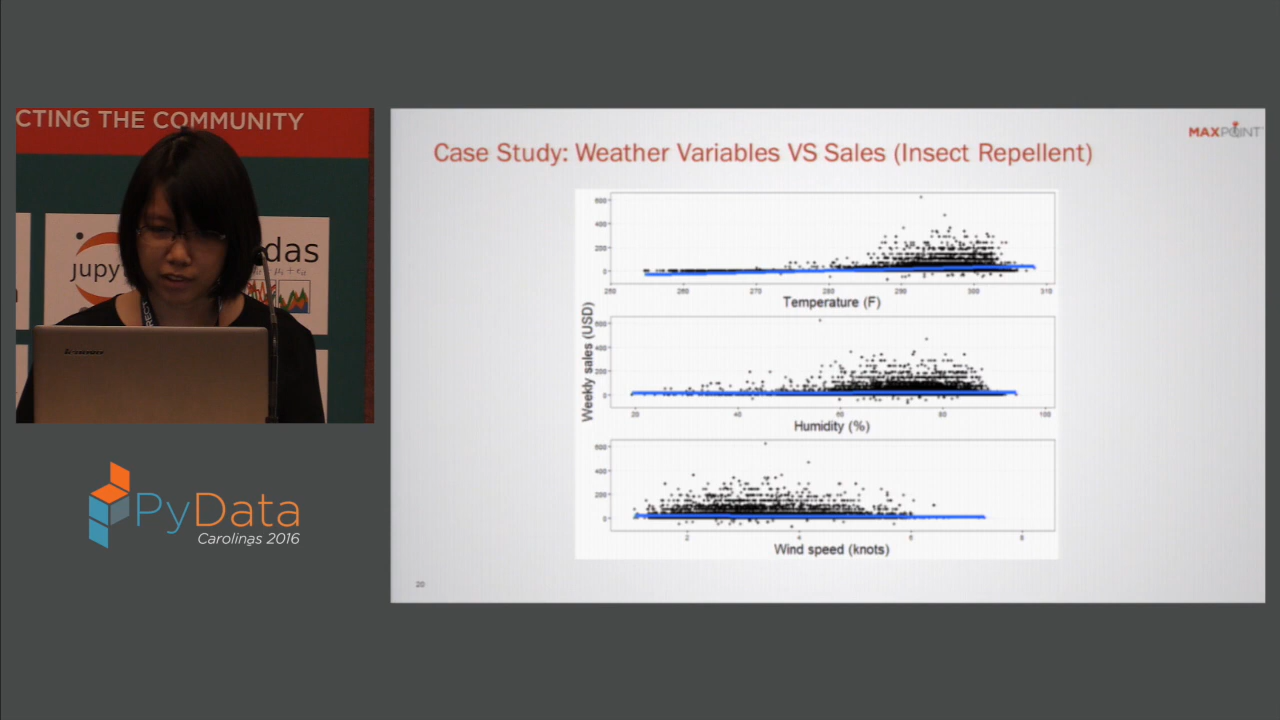 CTING THE COMMUNITY
jupy
das
Lenovo
PyData
Carolinas 2016
MAXPOINT
Case Study: Weather Variables VS Sales (Insect Repellent)
Weekly sales (USD)
600
400
200
0
250 260 270 280 290 300 310
Temperature (F)
600
400
200
0
20 40 60 80 100
Humidity (%)
600
400
200
0
2 4 6 8
Wind speed (knots)
20